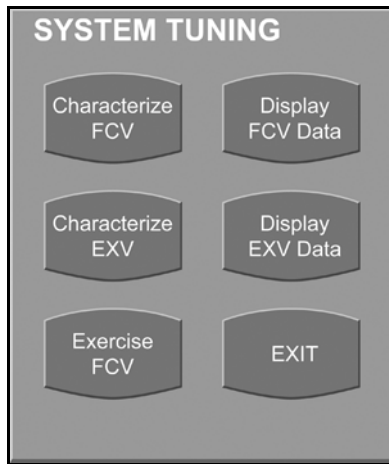 SYSTEM TUNING
Characterize
FCV
Display
FCV Data
Characterize
EXV
Display
EXV Data
Exercise
FCV
EXIT